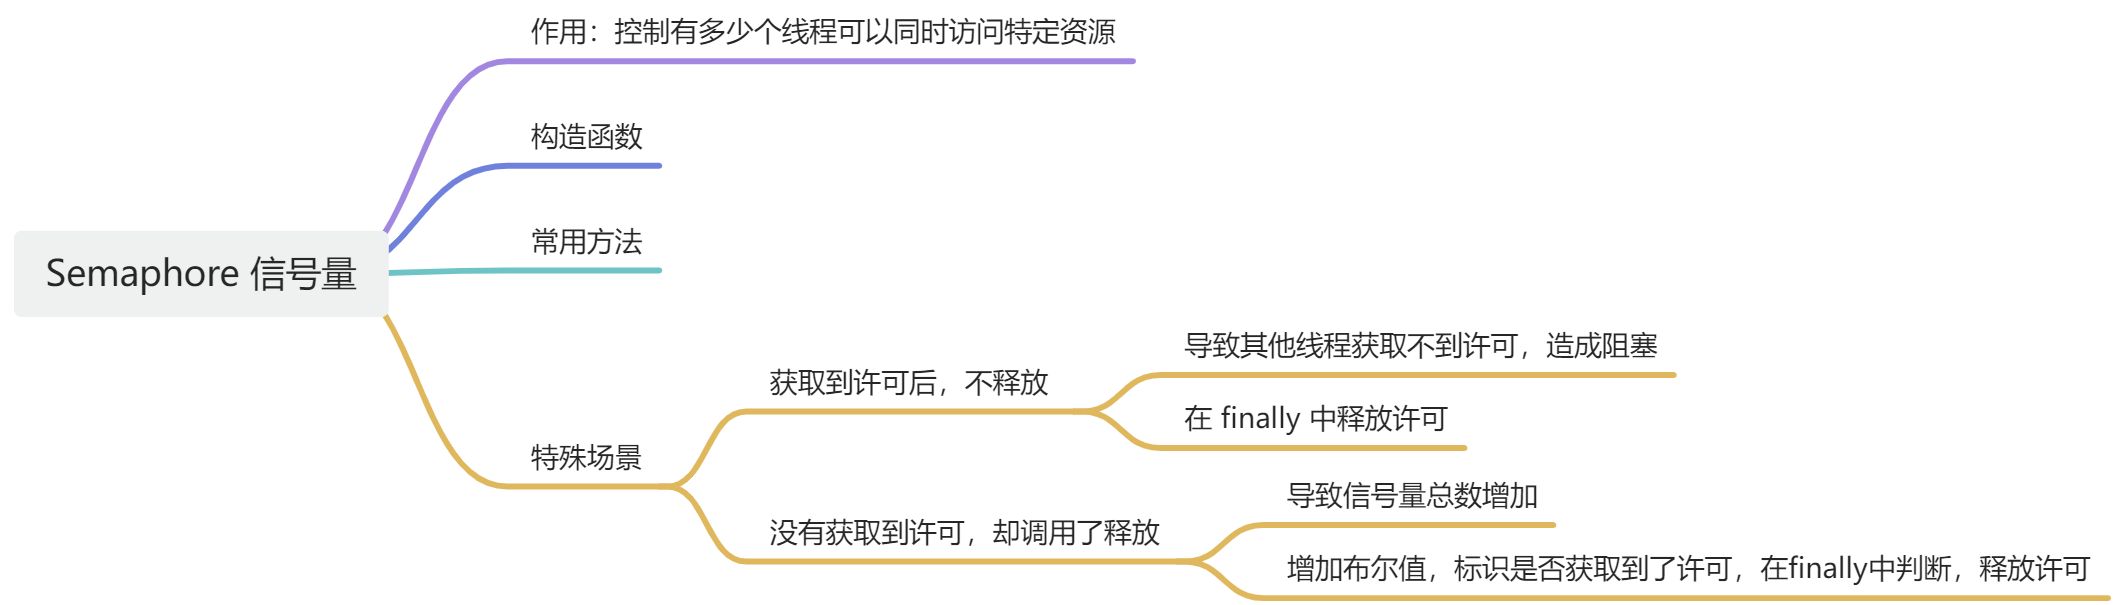 作用：控制有多少个线程可以同时访问特定资源
构造函数
常用方法
Semaphore 信号量
特殊场景
获取到许可后，不释放
导致其他线程获取不到许可，造成阻塞
在 finally 中释放许可
没有获取到许可，却调用了释放
导致信号量总数增加
增加布尔值，标识是否获取到了许可，在finally中判断，释放许可